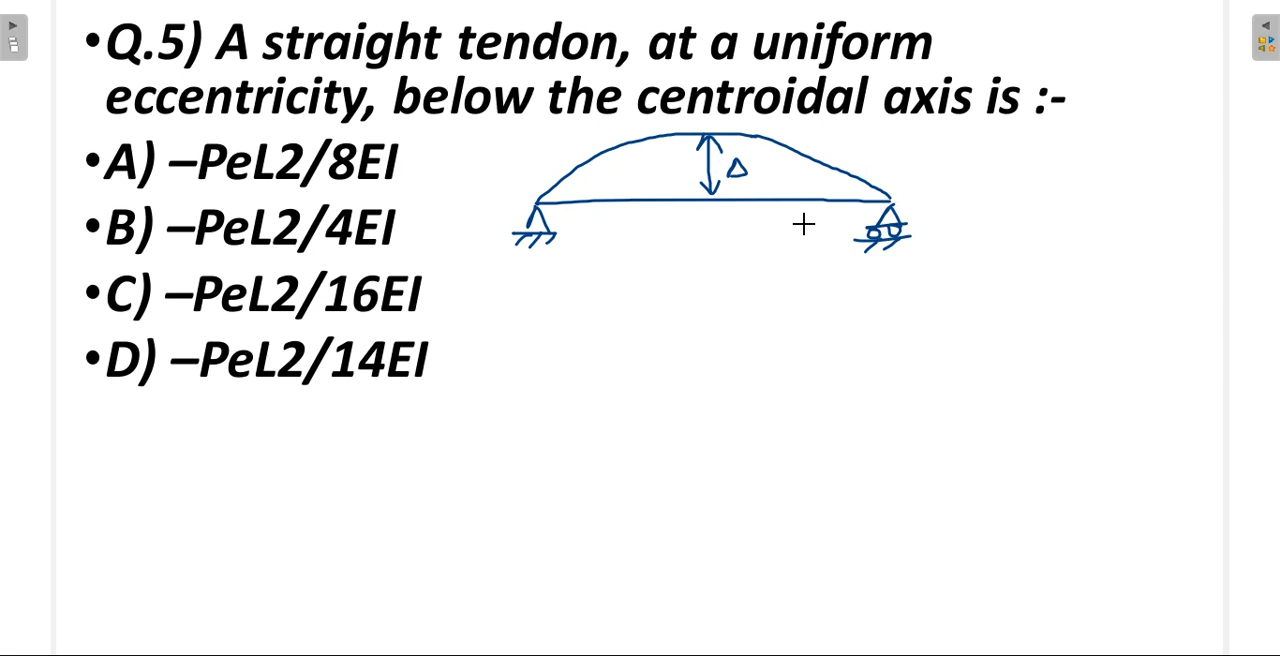 •Q.5) A straight tendon, at a uniform
eccentricity, below the centroidal axis is :-
•A) –PeL2/8EI
•B) –PeL2/4EI
•C) –PeL2/16EI
•D) –PeL2/14EI
Δ